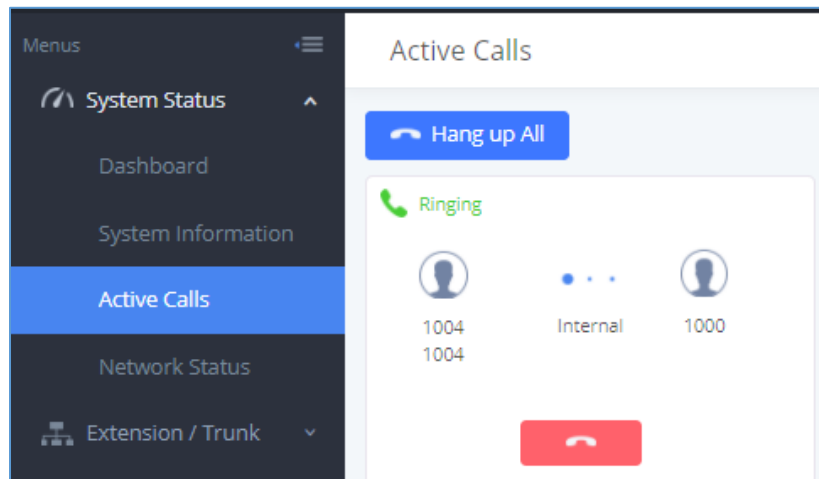 Menus
System Status
Dashboard
System Information
Active Calls
Network Status
Extension / Trunk
Active Calls
Hang up All
Ringing
1004
1004
Internal
1000